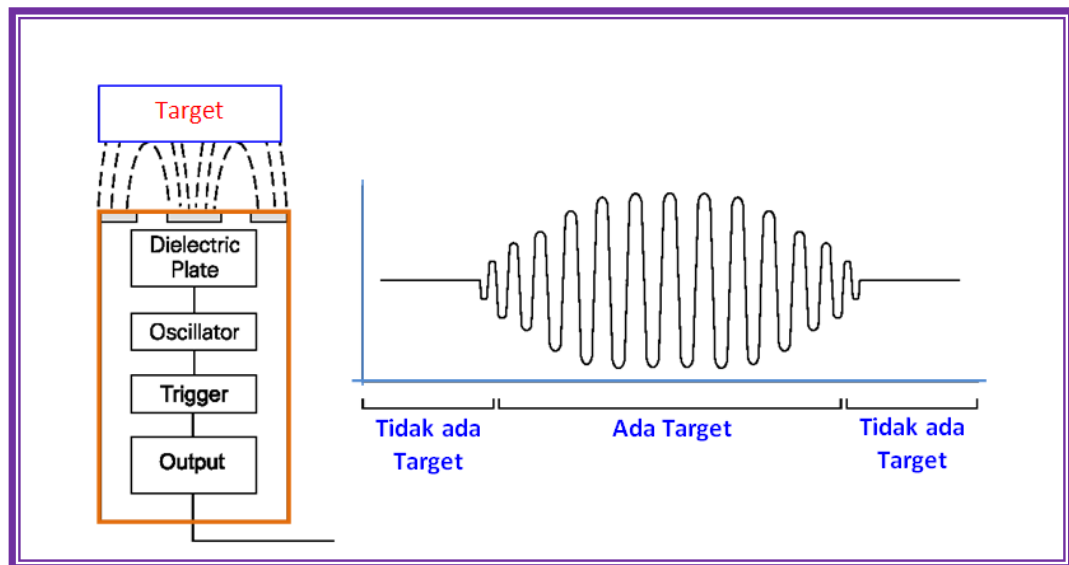 Target
Dielectric
Plate
Oscillator
Trigger
Output
Tidak ada
Target
Ada Target
Tidak ada
Target